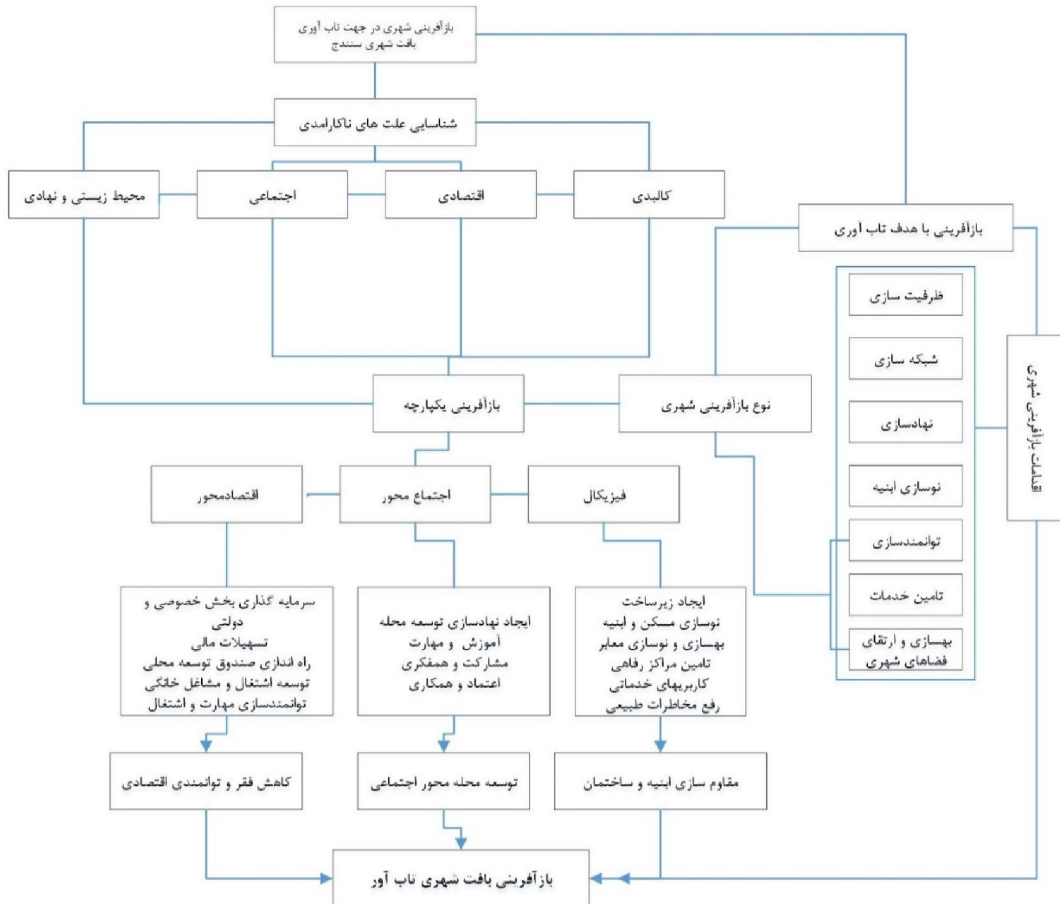 بازآفرینی شهری در جهت تاب آوری
بافت شهری سنندج
شناسایی علت های ناکارآمدی
کالبدی
اقتصادی
اجتماعی
محیط زیستی و نهادی
بازآفرینی با هدف تاب آوری
ظرفیت سازی
شبکه سازی
نهادسازی
نوسازی ابنیه
توانمندسازی
تامین خدمات
بهسازی و ارتقای
فضاهای شهری
اقدامات بازآفرینی شهری
نوع بازآفرینی شهری
بازآفرینی یکپارچه
فیزیکال
اجتماع محور
اقتصادمحور
ایجاد زیرساخت
نوسازی مسکن و ابنیه
بهسازی و نوسازی معابر
تامین مراکز رفاهی
کاربریهای خدماتی
رفع مخاطرات طبیعی
ایجاد نهادسازی توسعه محله
آموزش و مهارت
مشارکت و همفکری
اعتماد و همکاری
سرمایه گذاری بخش خصوصی و
دولتی
تسهیلات مالی
راه اندازی صندوق توسعه محلی
توسعه اشتغال و مشاغل خانگی
توانمندسازی مهارت و اشتغال
مقاوم سازی ابنیه و ساختمان
توسعه محله محور اجتماعی
کاهش فقر و توانمندی اقتصادی
بازآفرینی بافت شهری تاب آور